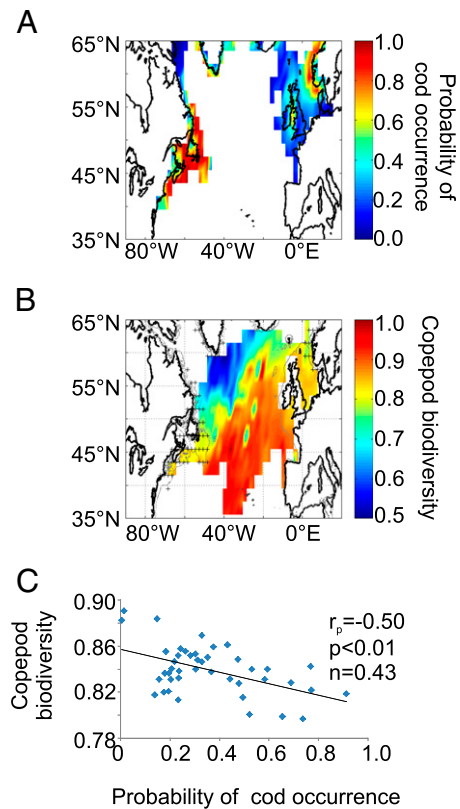 A
65°N
55°N
45°N
35°N
80°W 40°W 0°E
1.0
0.8
0.6
0.4
0.2
0.0
Probability of
cod occurrence
B
65°N
55°N
45°N
35°N
80°W 40°W 0°E
1.0
0.9
0.8
0.7
0.6
0.5
Copepod biodiversity
C
Copepod
biodiversity
0.90
0.86
0.82
0.78
rp=-0.50
p<0.01
n=0.43
0 0.2 0.4 0.6 0.8 1.0
Probability of cod occurrence